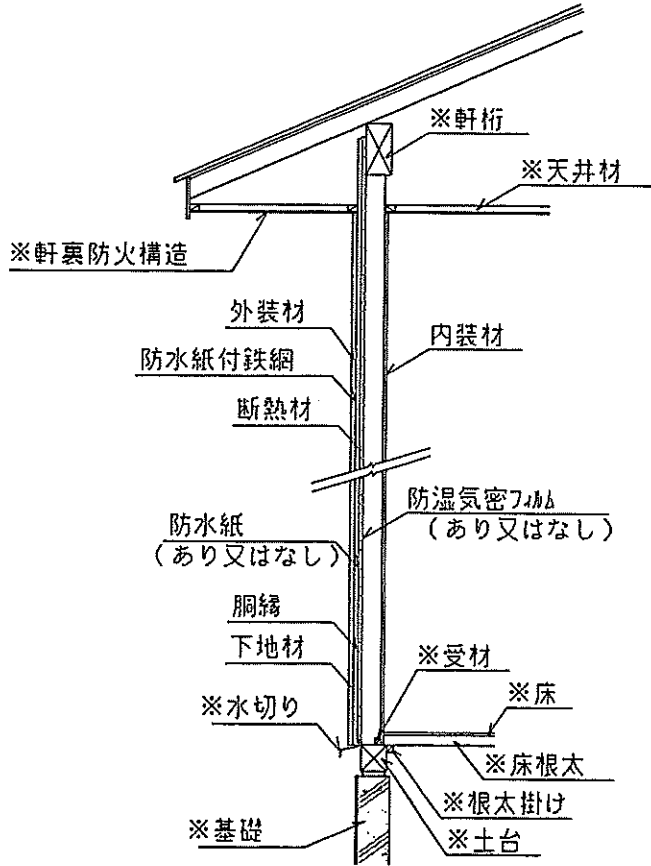 ※軒桁
※天井材
※軒裏防火構造
外装材
内装材
防水紙付鉄網
断熱材
防湿気密フィルム
(あり又はなし)
防水紙
(あり又はなし)
胴縁
下地材
※受材
※水切り
※床
※床根太
※根太掛け
※基礎
※土台